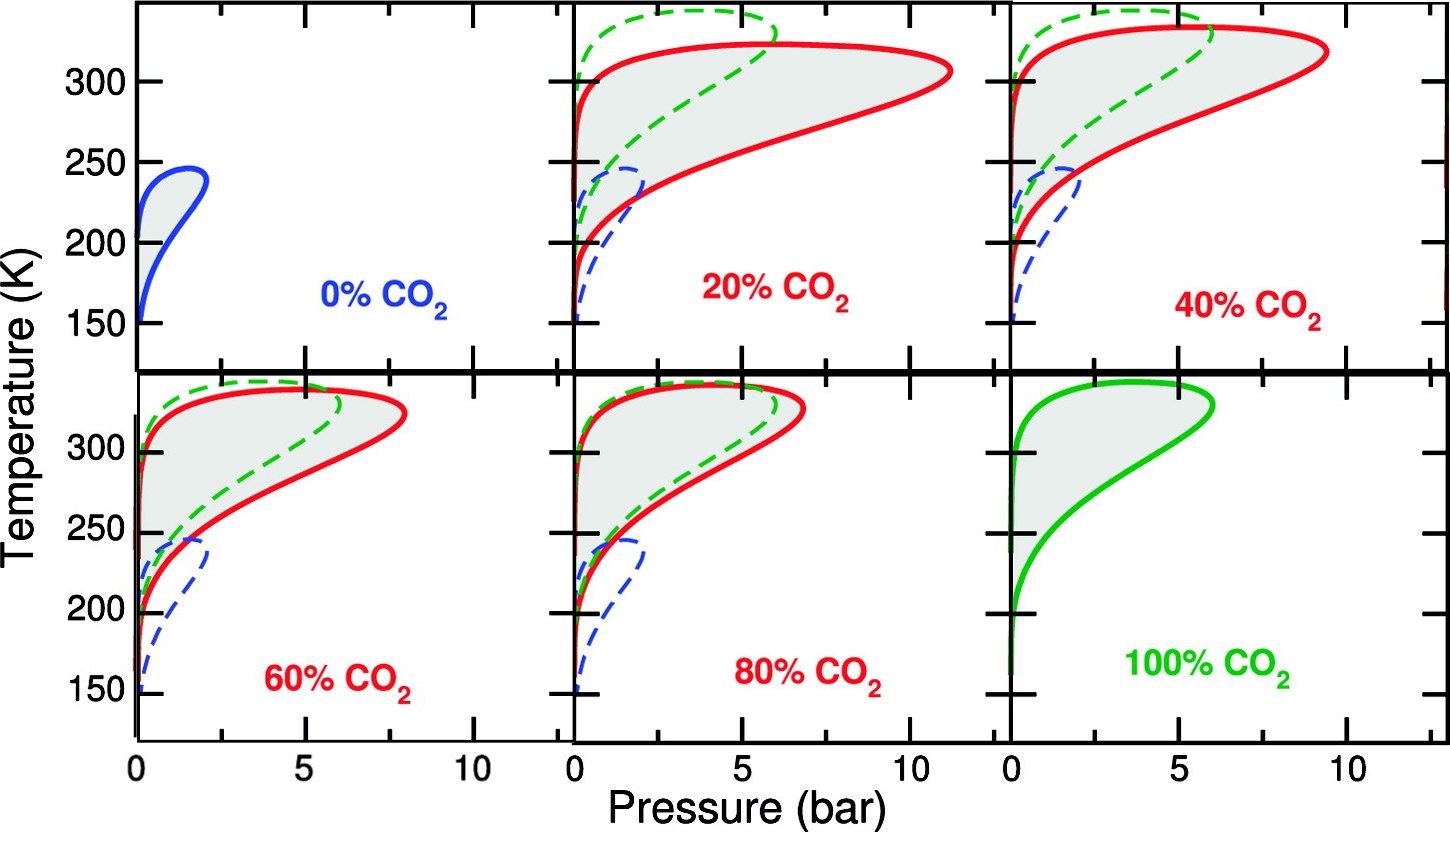 300
250
200
150
0% CO2
20% CO2
40% CO2
Temperature (K)
300
250
200
150
60% CO2
80% CO2
100% CO2
0 5 10 0 5 10 0 5 10
Pressure (bar)